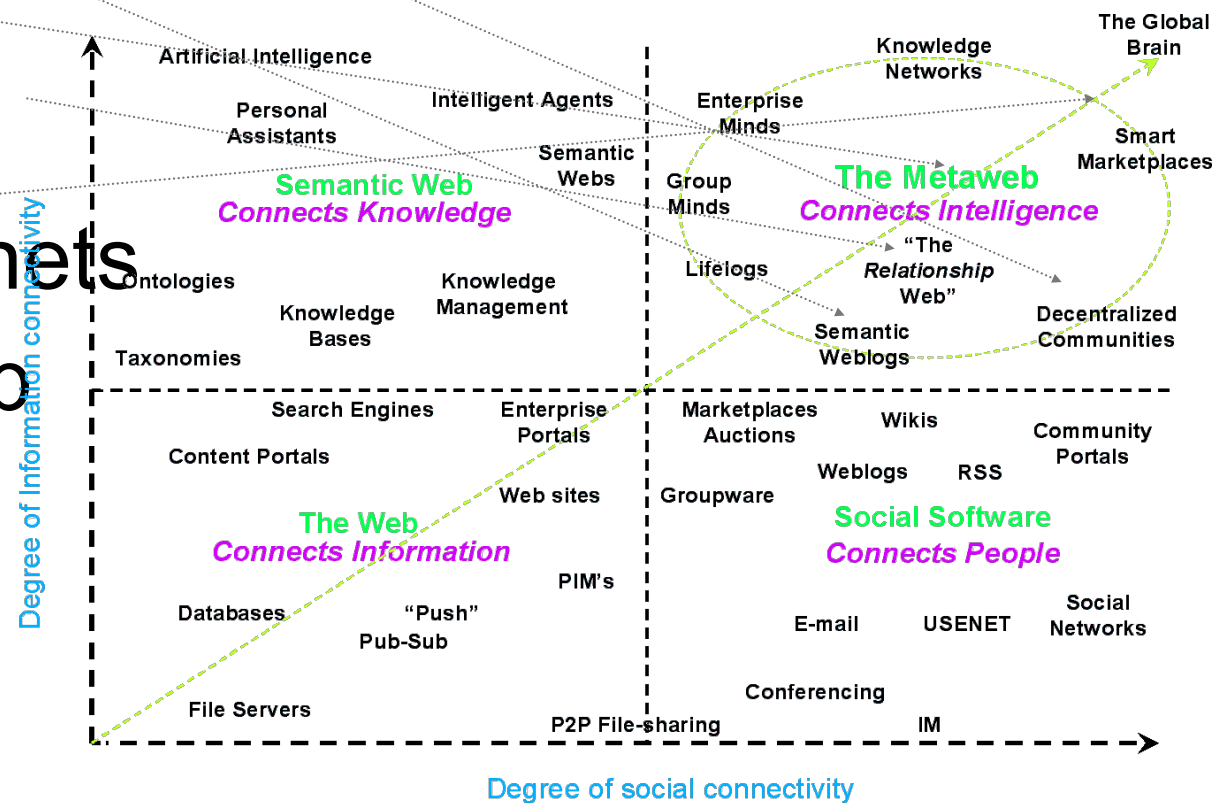 The Global
Brain
Knowledge
Networks
Artificial Intelligence
Intelligent Agents
Enterprise
Minds
Personal
Assistants
Smart
Marketplaces
Semantic
Webs
Group
Minds
Semantic Web
Connects Knowledge
The Metaweb
Connects Intelligence
“The
Relationship
Web”
Lifelogs
Ontologies
Knowledge
Management
Knowledge
Bases
Decentralized
Communities
Semantic
Weblogs
Taxonomies
Degree of Information connectivity
Search Engines
Enterprise
Portals
Marketplaces
Auctions
Wikis
Community
Portals
Content Portals
Weblogs
RSS
Web sites
Groupware
The Web
Connects Information
Social Software
Connects People
PIM’s
Databases
“Push”
Pub-Sub
E-mail
USENET
Social
Networks
File Servers
Conferencing
P2P File-sharing
IM
Degree of social connectivity